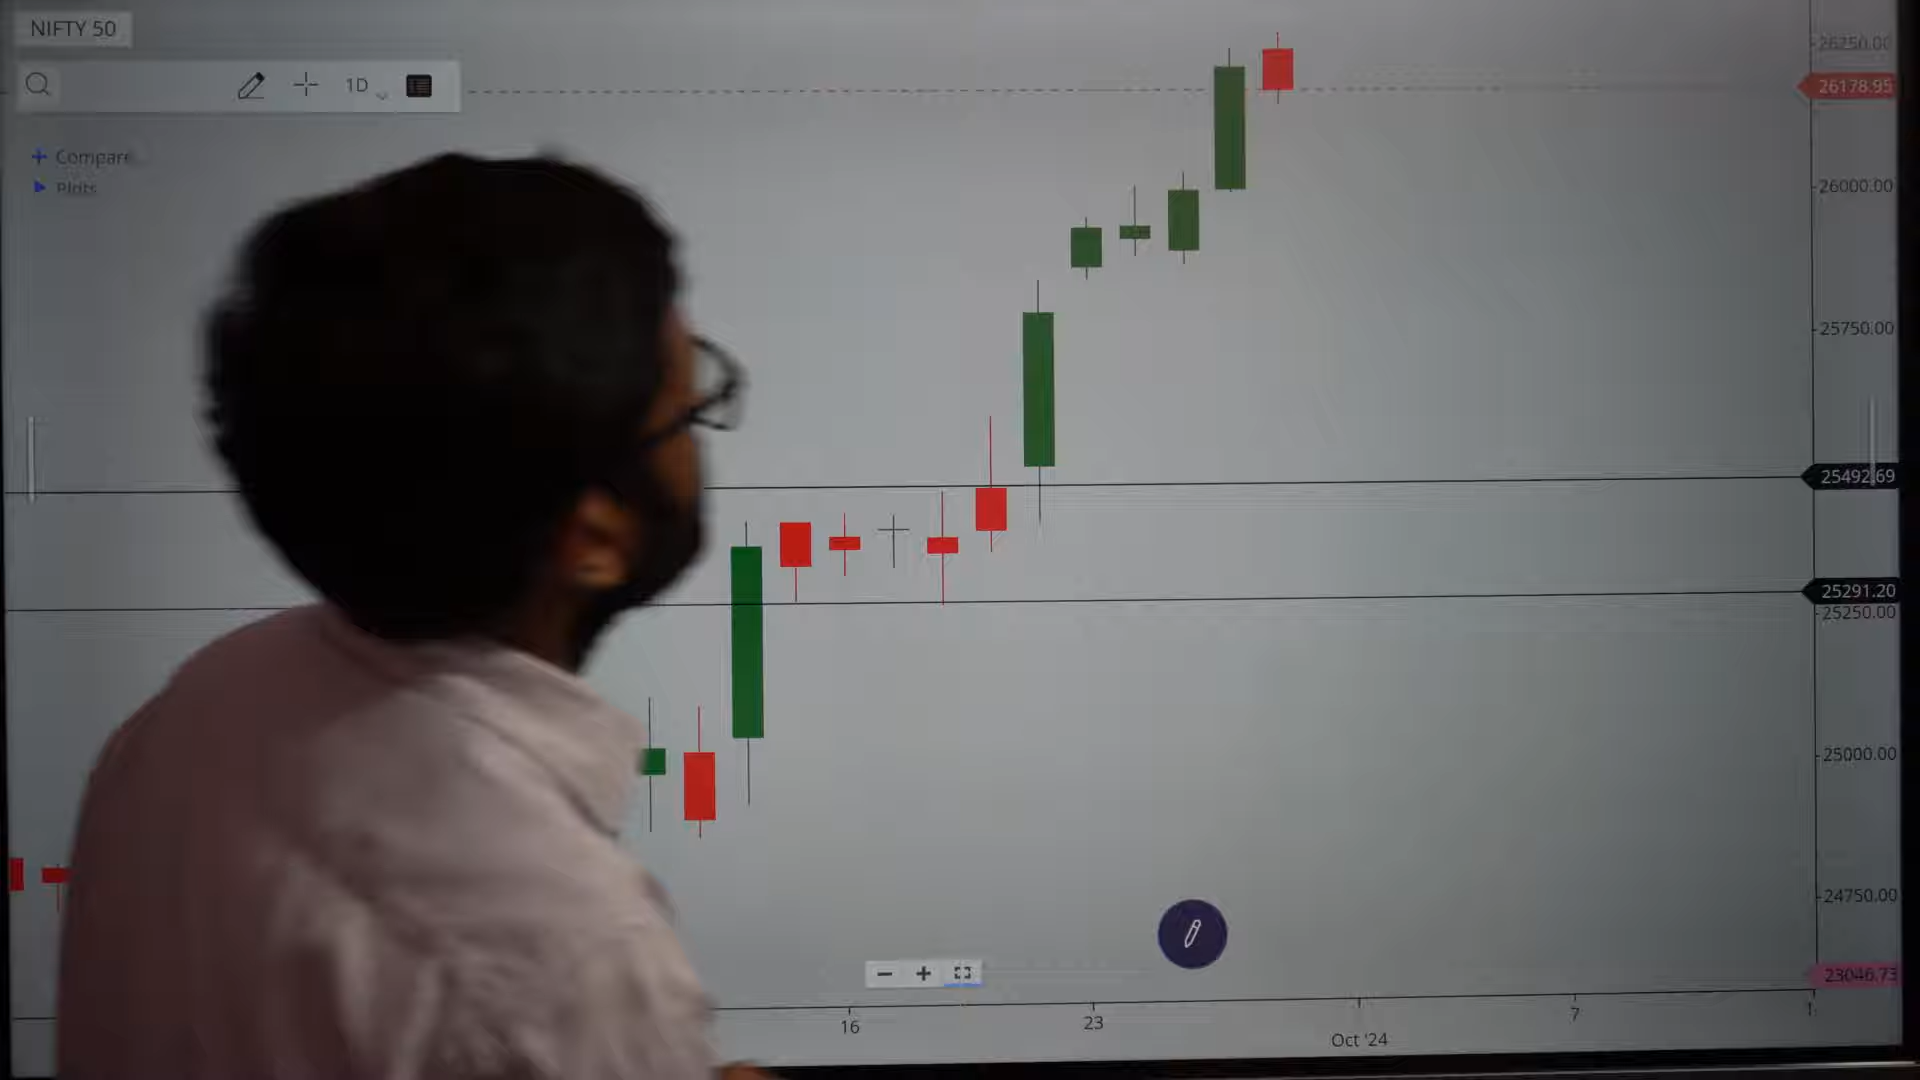 NIFTY 50
1D
+ Compare
Plots
26250.00
26178.95
26000.00
25750.00
25492.69
25291.20
25250.00
25000.00
24750.00
23046.73
16
23
7
Oct '24